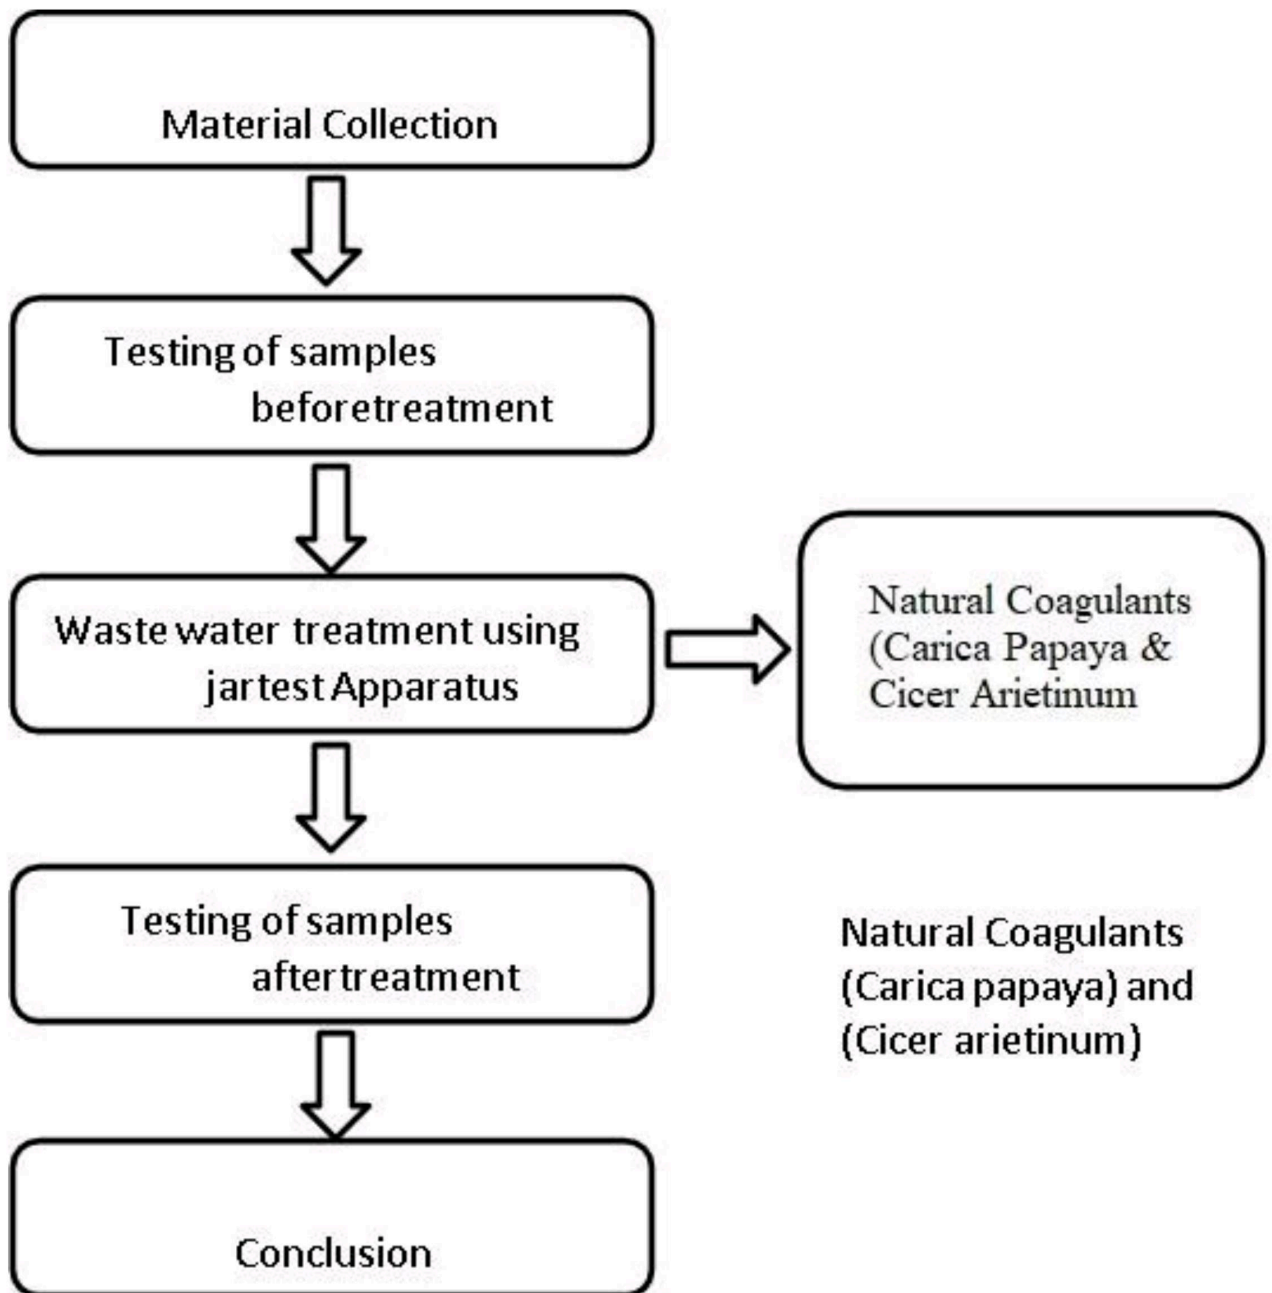 Material Collection
Testing of samples
beforetreatment
Waste water treatment using
jartest Apparatus
Natural Coagulants
(Carica Papaya &
Cicer Arietinum
Testing of samples
aftertreatment
Natural Coagulants
(Carica papaya) and
(Cicer arietinum)
Conclusion